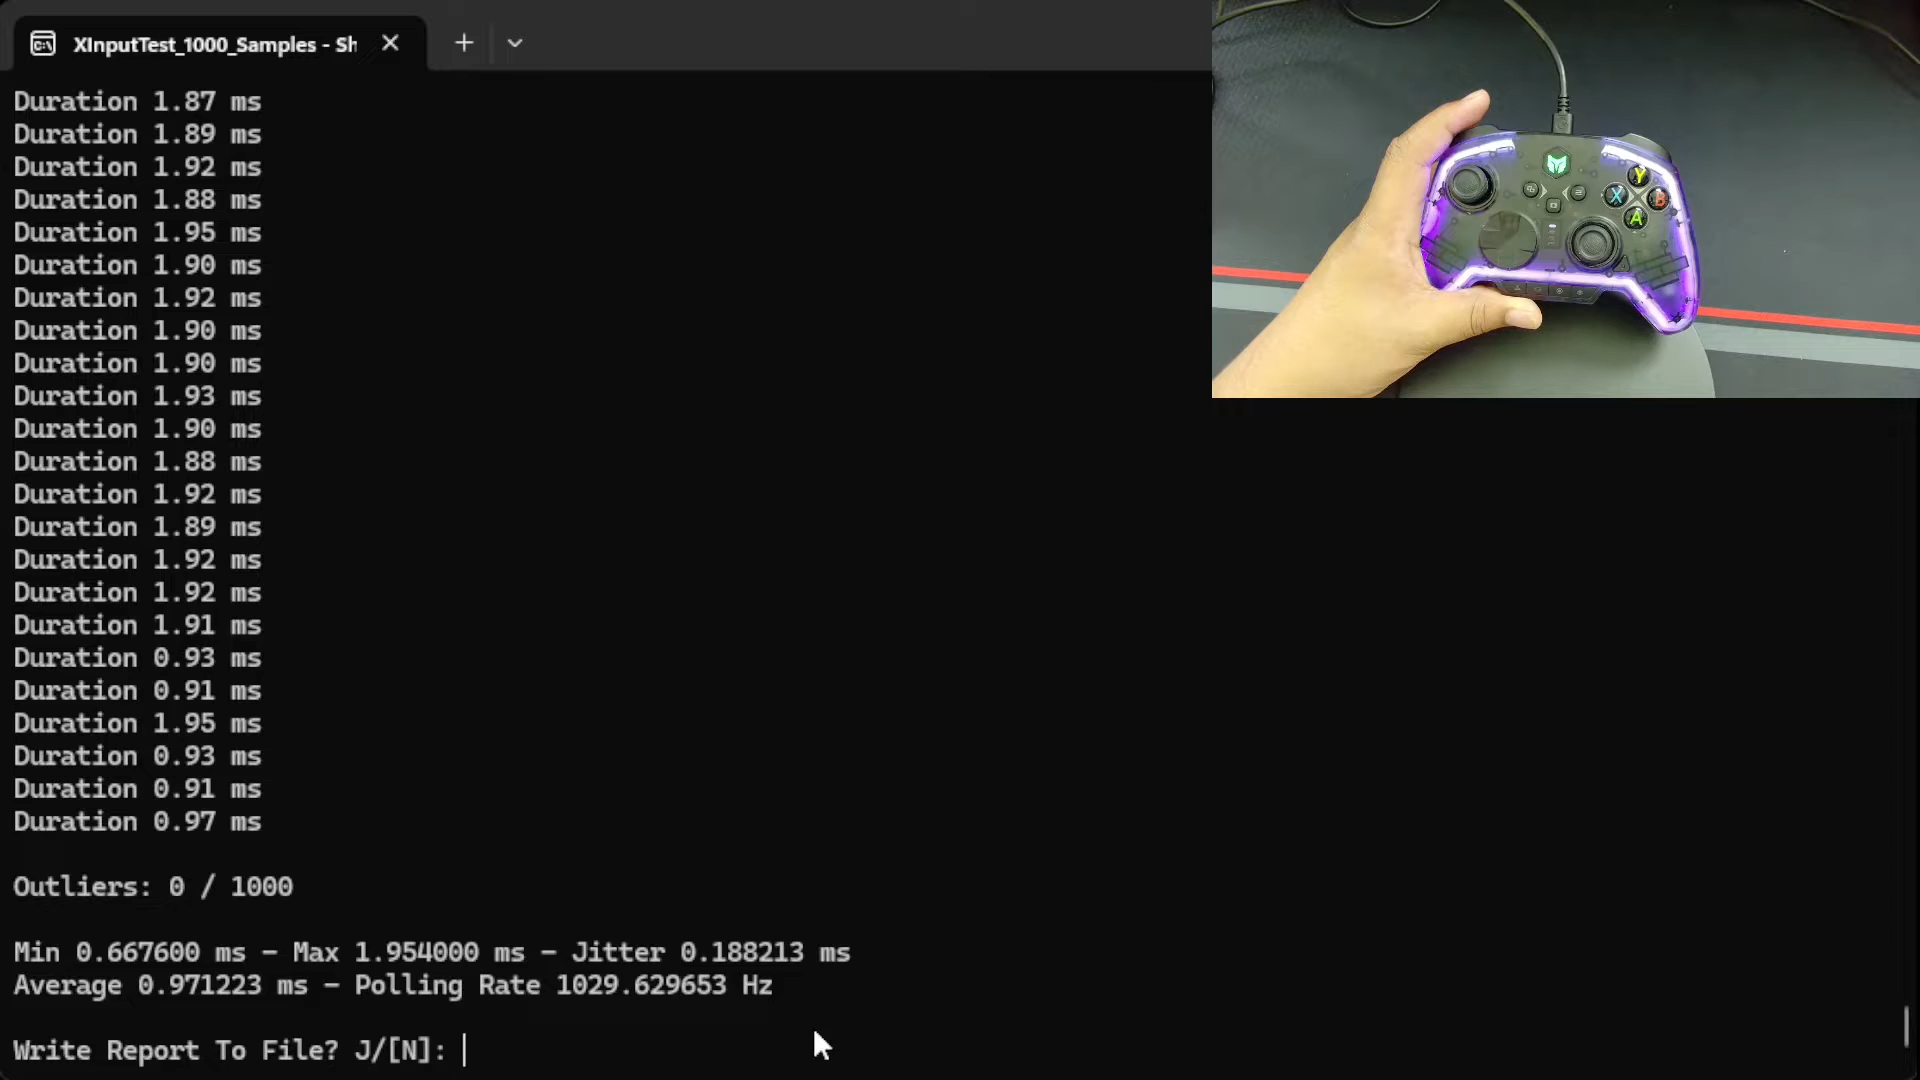 XInputTest_1000_Samples - Sh
Duration 1.87 ms
Duration 1.89 ms
Duration 1.92 ms
Duration 1.88 ms
Duration 1.95 ms
Duration 1.90 ms
Duration 1.92 ms
Duration 1.90 ms
Duration 1.90 ms
Duration 1.93 ms
Duration 1.90 ms
Duration 1.88 ms
Duration 1.92 ms
Duration 1.89 ms
Duration 1.92 ms
Duration 1.92 ms
Duration 1.91 ms
Duration 0.93 ms
Duration 0.91 ms
Duration 1.95 ms
Duration 0.93 ms
Duration 0.91 ms
Duration 0.97 ms
Outliers: 0 / 1000
Min 0.667600 ms - Max 1.954000 ms - Jitter 0.188213 ms
Average 0.971223 ms - Polling Rate 1029.629653 Hz
Write Report To File? J/[N]:
Y
X B
A